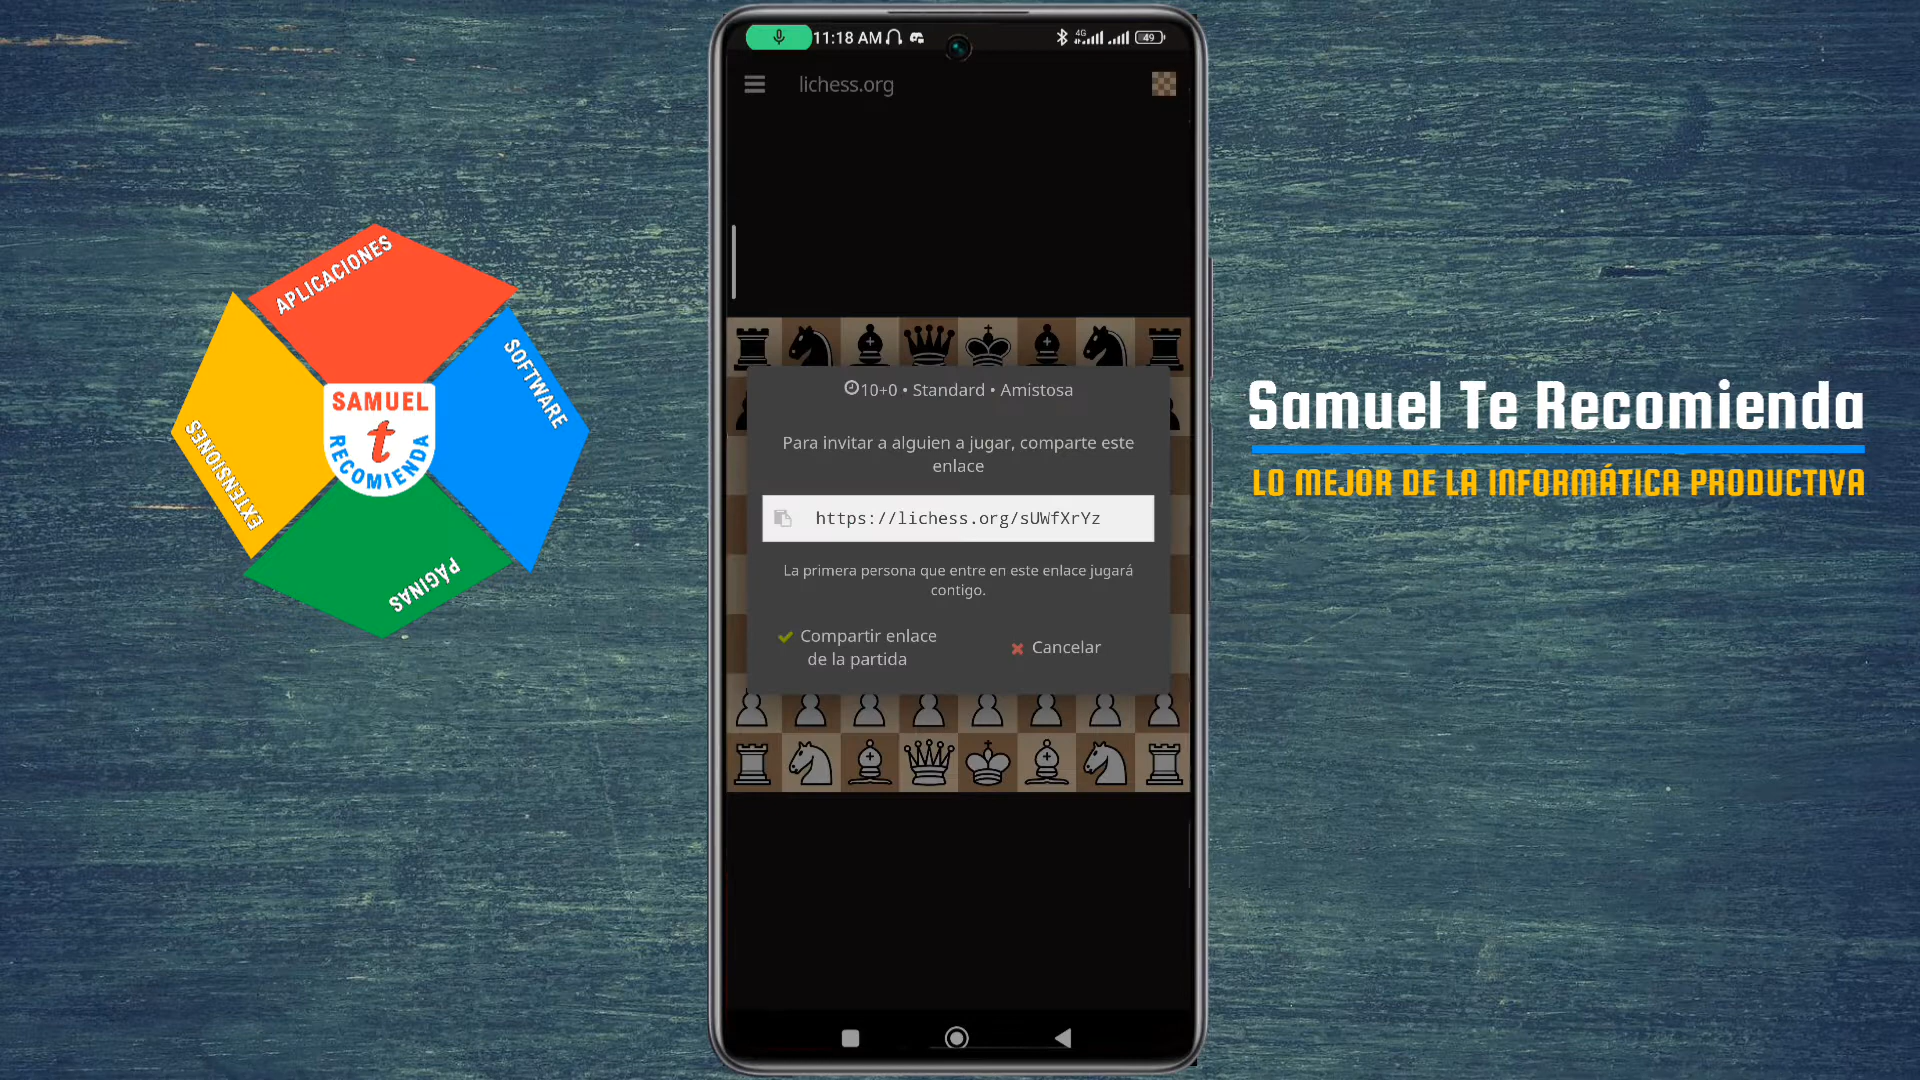 11:18 AM
4G
49
lichess.org
10+0 • Standard • Amistosa
Para invitar a alguien a jugar, comparte este
enlace
https://lichess.org/sUWfXrYz
La primera persona que entre en este enlace jugará
contigo.
Compartir enlace
de la partida
Cancelar
APLICACIONES
SOFTWARE
EXTENSIONES
PÁGINAS
SAMUEL
t
RECOMIENDA
Samuel Te Recomienda
LO MEJOR DE LA INFORMÁTICA PRODUCTIVA